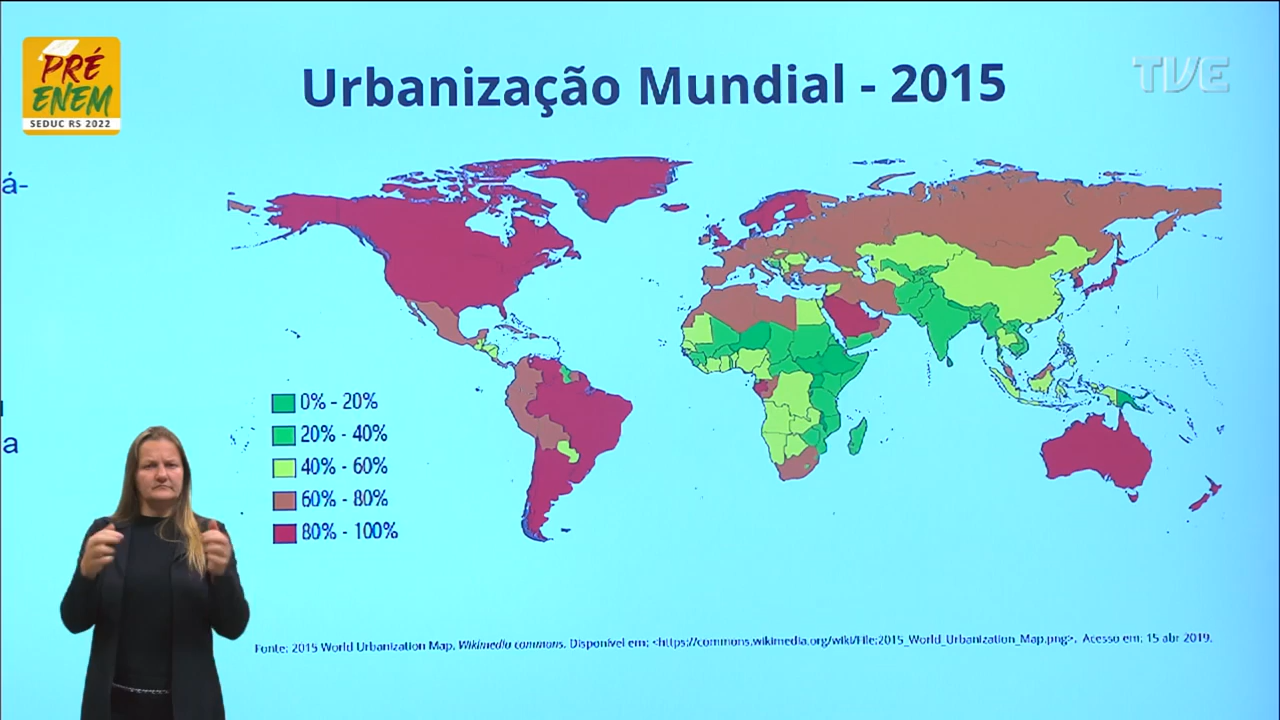 PRÉ
ENEM
SEDUC RS 2022
Urbanização Mundial - 2015
TVE
á-
a
0% - 20%
20% - 40%
40% - 60%
60% - 80%
80% - 100%
Fonte: 2015 World Urbanization Map. Wikimedia commons. Disponível em: <https://commons.wikimedia.org/wiki/File:2015_World_Urbanization_Map.png>. Acesso em: 15 abr 2019.